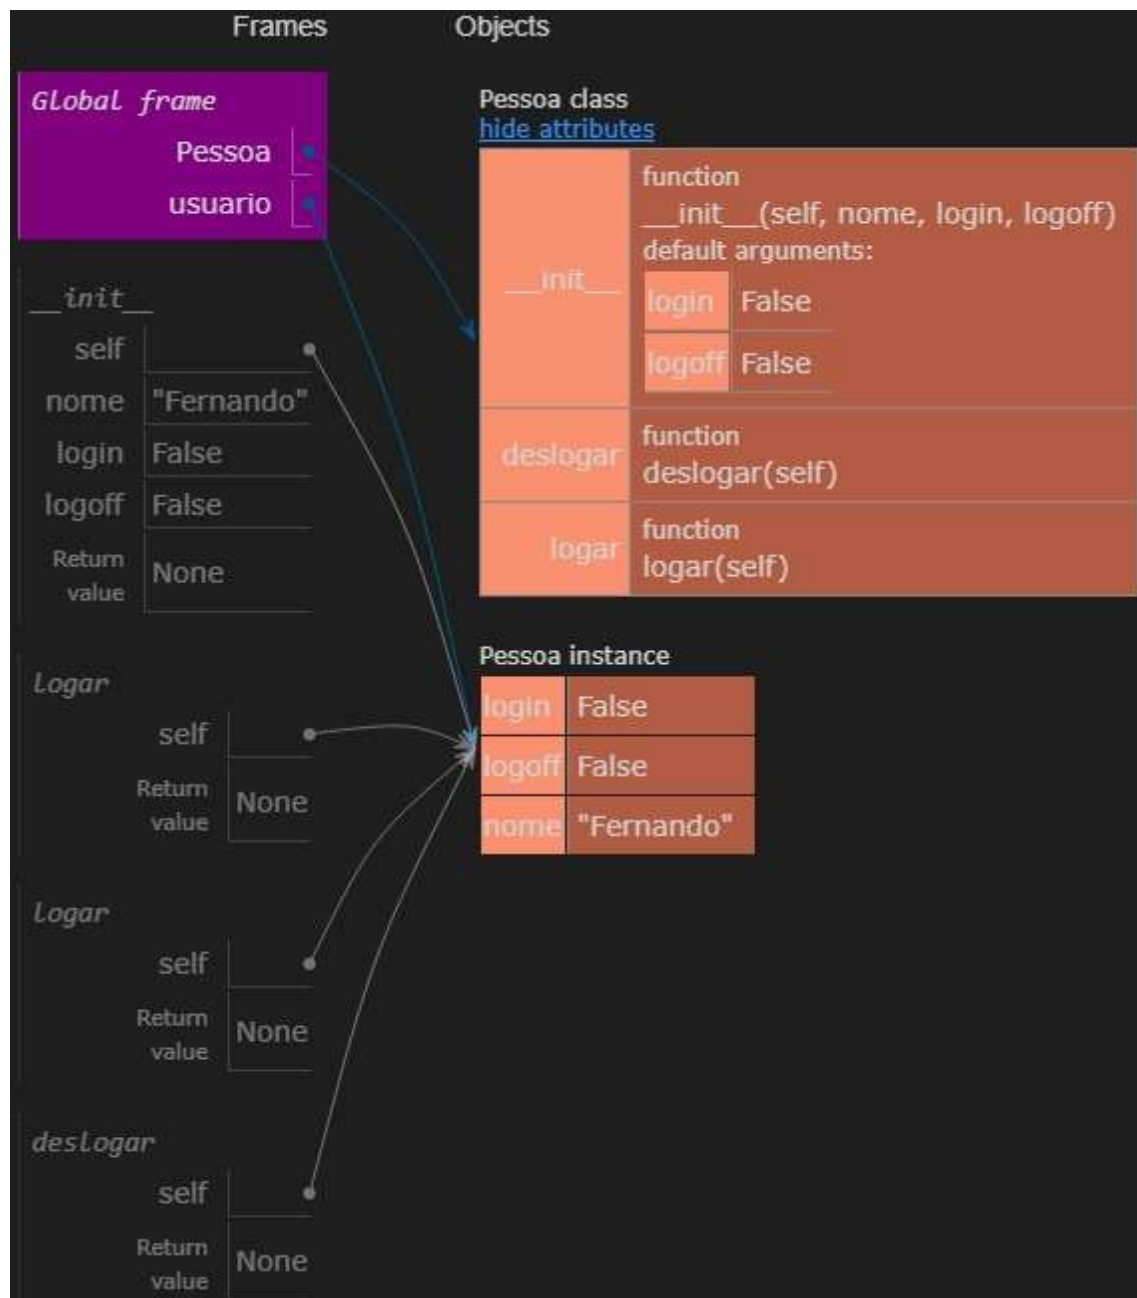 Frames
Objects
Global frame
Pessoa
usuario
__init__
self
nome "Fernando"
login False
logoff False
Return
value
None
logar
self
Return
value
None
logar
self
Return
value
None
deslogar
self
Return
value
None
Pessoa class
hide attributes
__init__
function
__init__(self, nome, login, logoff)
default arguments:
login False
logoff False
deslogar
function
deslogar(self)
logar
function
logar(self)
Pessoa instance
login False
logoff False
nome "Fernando"